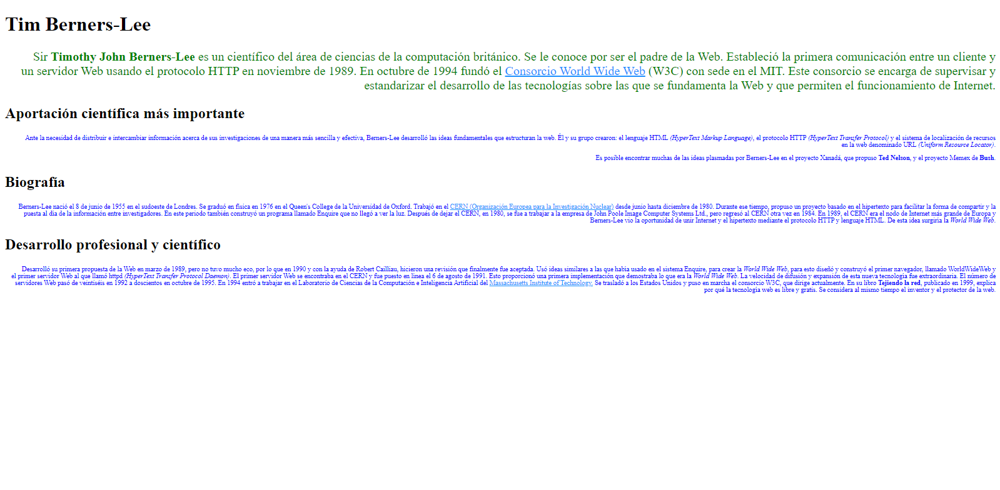 Tim Berners-Lee
Sir Timothy John Berners-Lee es un científico del área de ciencias de la computación británico. Se le conoce por ser el padre de la Web. Estableció la primera comunicación entre un cliente y
un servidor Web usando el protocolo HTTP en noviembre de 1989. En octubre de 1994 fundó el Consorcio World Wide Web (W3C) con sede en el MIT. Este consorcio se encarga de supervisar y
estandarizar el desarrollo de las tecnologías sobre las que se fundamenta la Web y que permiten el funcionamiento de Internet.
Aportación científica más importante
Ante la necesidad de distribuir e intercambiar información acerca de sus investigaciones de una manera más sencilla y efectiva, Berners-Lee desarrolló las ideas fundamentales que estructuran la web. Él y su grupo crearon: el lenguaje HTML (HyperText Markup Language), el protocolo HTTP (HyperText Transfer Protocol) y el sistema de localización de recursos
en la web denominado URL (Uniform Resource Locator).
Es posible encontrar muchas de las ideas plasmadas por Berners-Lee en el proyecto Xanadá, que propuso Ted Nelson, y el proyecto Memex de Bush.
Biografía
Berners-Lee nació el 8 de junio de 1955 en el sudoeste de Londres. Se graduó en física en 1976 en el Queen's College de la Universidad de Oxford. Trabajó en el CERN (Organización Europea para la Investigación Nuclear) desde junio hasta diciembre de 1980. Durante ese tiempo, propuso un proyecto basado en el hipertexto para facilitar la forma de compartir y la
puesta al día de la información entre investigadores. En este periodo también construyó un programa llamado Enquire que no llegó a ver la luz. Después de dejar el CERN, en 1980, se fue a trabajar a la empresa de John Poole Image Computer Systems Ltd., pero regresó al CERN otra vez en 1984. En 1989, el CERN era el nodo de Internet más grande de Europa y
Berners-Lee vio la oportunidad de unir Internet y el hipertexto mediante el protocolo HTTP y lenguaje HTML. De esta idea surgiría la World Wide Web.
Desarrollo profesional y científico
Desarrolló su primera propuesta de la Web en marzo de 1989, pero no tuvo mucho eco, por lo que en 1990 y con la ayuda de Robert Cailliau, hicieron una revisión que finalmente fue aceptada. Usó ideas similares a las que había usado en el sistema Enquire, para crear la World Wide Web, para esto diseñó y construyó el primer navegador, llamado WorldWideWeb y
el primer servidor Web al que llamó httpd (HyperText Transfer Protocol Daemon). El primer servidor Web se encontraba en el CERN y fue puesto en línea el 6 de agosto de 1991. Esto proporcionó una primera implementación que demostraba lo que era la World Wide Web. La velocidad de difusión y expansión de esta nueva tecnología fue extraordinaria. El número de
servidores Web pasó de veintiséis en 1992 a doscientos en octubre de 1995. En 1994 entró a trabajar en el Laboratorio de Ciencias de la Computación e Inteligencia Artificial del Massachusetts Institute of Technology. Se trasladó a los Estados Unidos y puso en marcha el consorcio W3C, que dirige actualmente. En su libro Tejiendo la red, publicado en 1999, explica
por qué la tecnología web es libre y gratis. Se considera al mismo tiempo el inventor y el protector de la web.